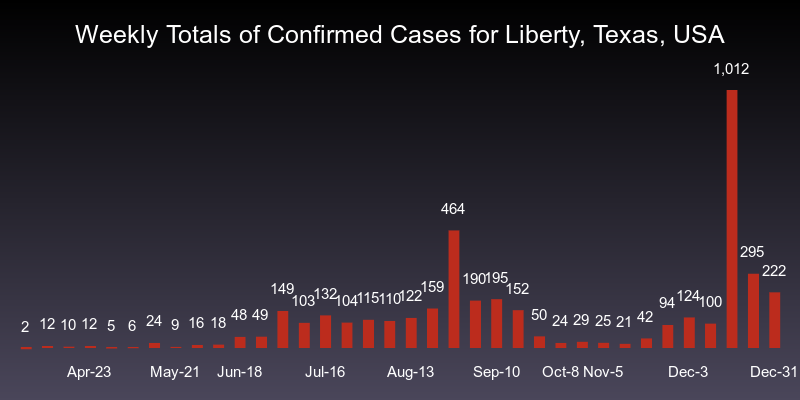 Weekly Totals of Confirmed Cases for Liberty, Texas, USA
1,012
464
295
222
149 103 132 104 115 110 122 159 190 195 152
94 124 100
2 12 10 12 5 6 24 9 16 18 48 49 50 24 29 25 21 42
Apr-23 May-21 Jun-18 Jul-16 Aug-13 Sep-10 Oct-8 Nov-5 Dec-3 Dec-31